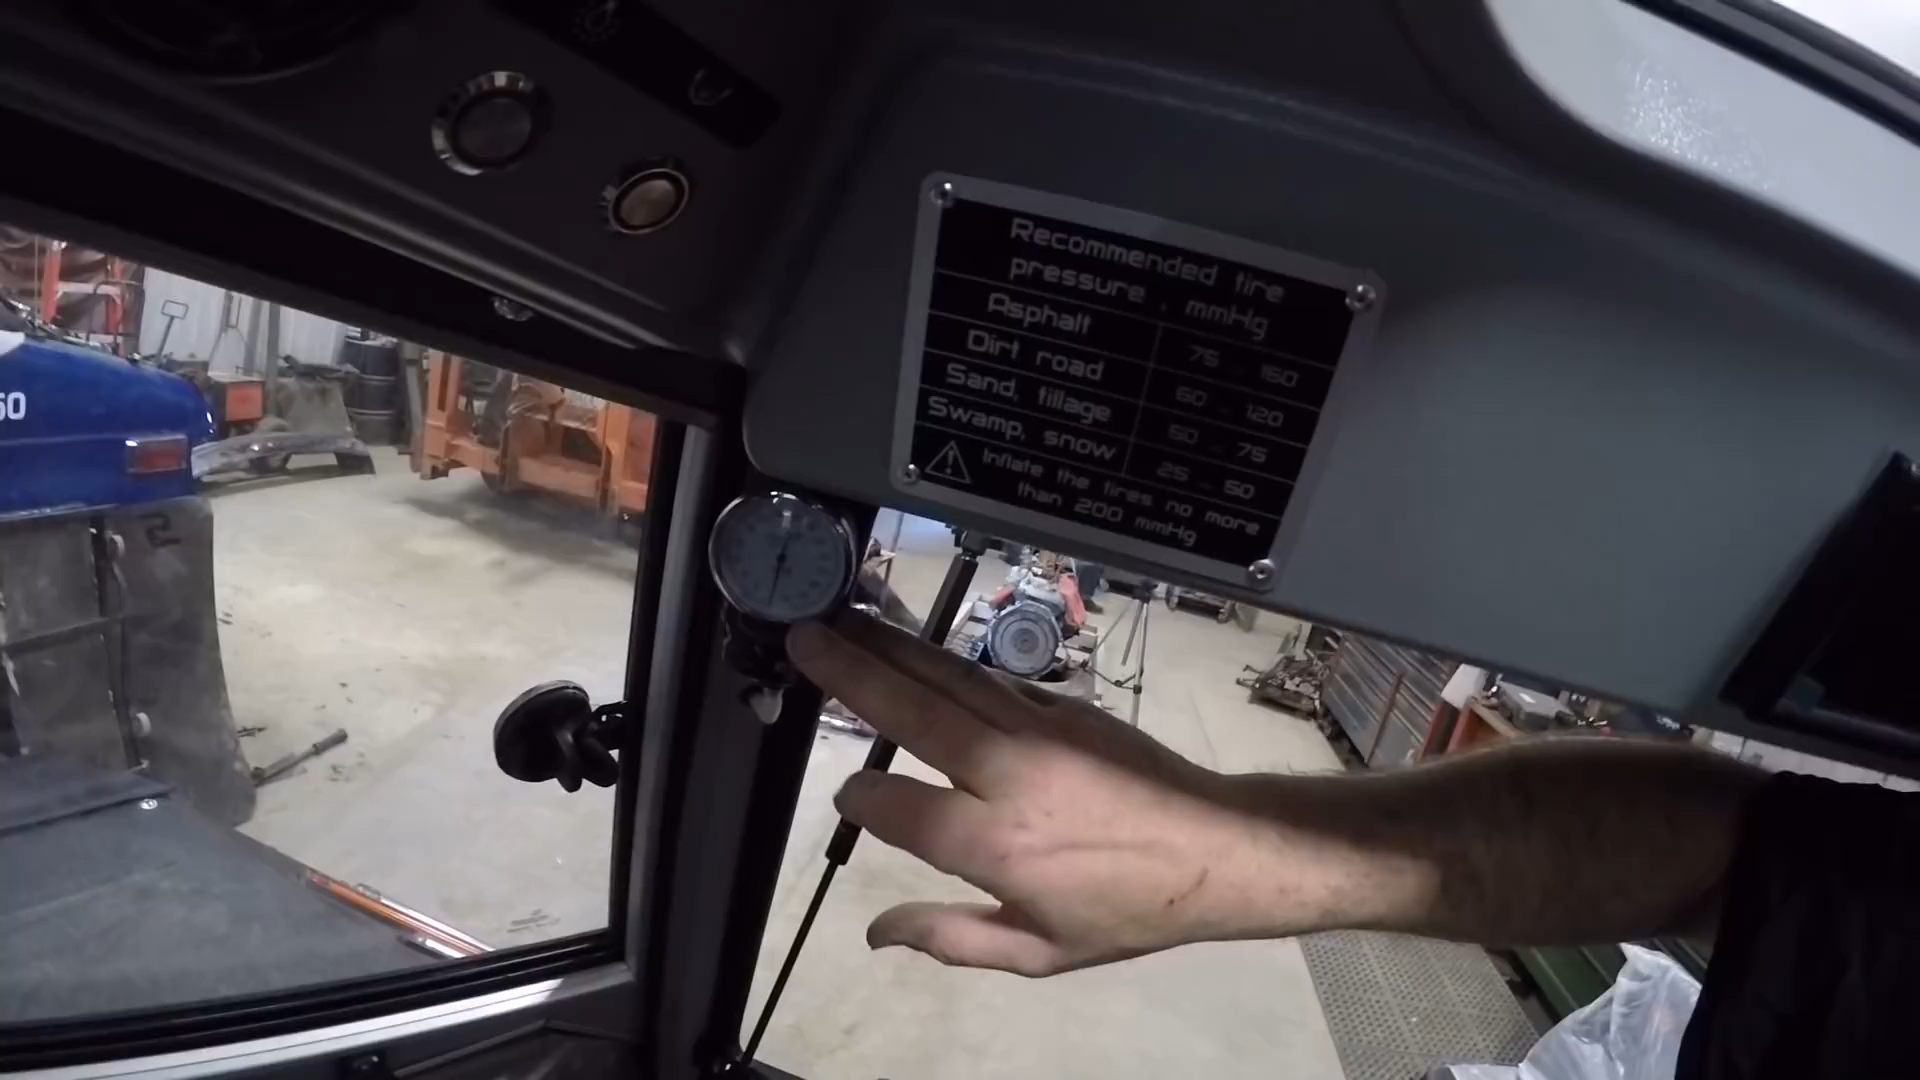 Recommended tire
pressure, mmHg
Asphalt 75 - 160
Dirt road 60 - 120
Sand, tillage 50 - 75
Swamp, snow 25 - 50
Inflate the tires no more
than 200 mmHg
50